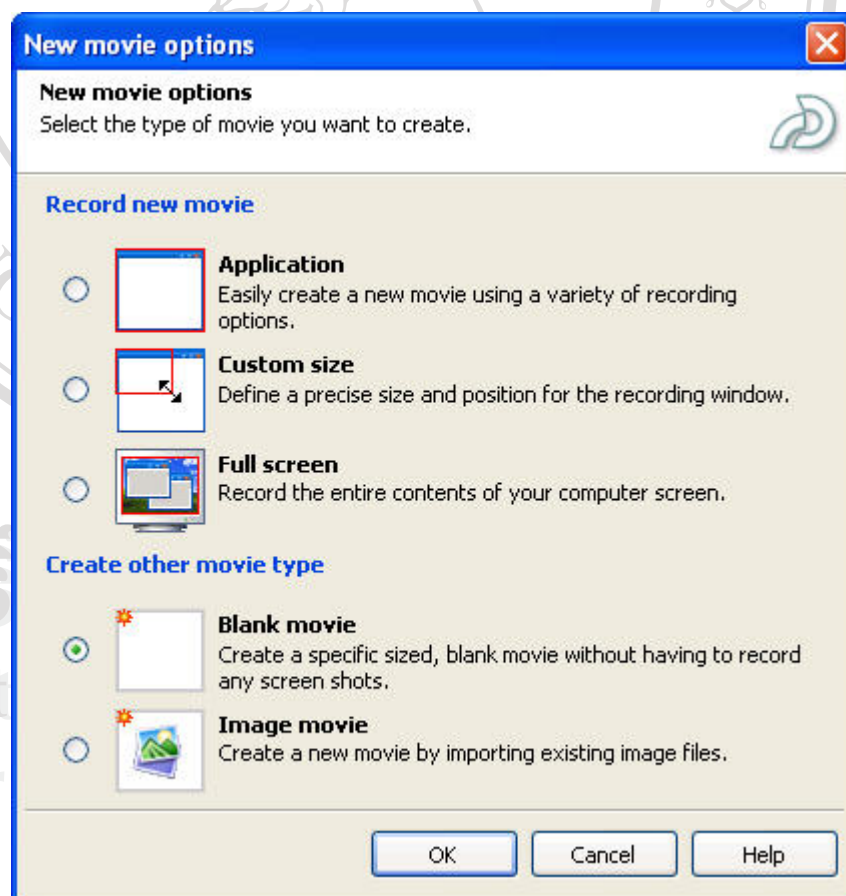 New movie options
New movie options
Select the type of movie you want to create.
Record new movie
Application
Easily create a new movie using a variety of recording
options.
Custom size
Define a precise size and position for the recording window.
Full screen
Record the entire contents of your computer screen.
Create other movie type
Blank movie
Create a specific sized, blank movie without having to record
any screen shots.
Image movie
Create a new movie by importing existing image files.
OK
Cancel
Help